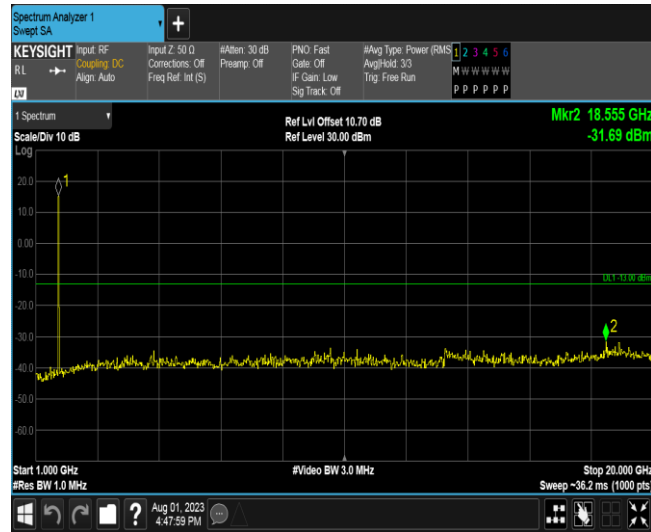 Spectrum Analyzer 1
Swept SA
+
KEYSIGHT
RL
LXI
Input: RF
Coupling: DC
Align: Auto
Input Z: 50 Ω
Corrections: Off
Freq Ref: Int (S)
#Atten: 30 dB
Preamp: Off
PNO: Fast
Gate: Off
IF Gain: Low
Sig Track: Off
#Avg Type: Power (RMS
Avg|Hold: 3/3
Trig: Free Run
1 2 3 4 5 6
M W W W W W
P P P P P P
1 Spectrum
Scale/Div 10 dB
Ref Lvl Offset 10.70 dB
Ref Level 30.00 dBm
Mkr2 18.555 GHz
-31.69 dBm
Log
20.0
10.0
0.00
-10.0
-20.0
-30.0
-40.0
-50.0
-60.0
1
DL1 -13.00 dBm
2
Start 1.000 GHz
#Res BW 1.0 MHz
#Video BW 3.0 MHz
Stop 20.000 GHz
Sweep ~36.2 ms (1000 pts)
?
Aug 01, 2023
4:47:59 PM